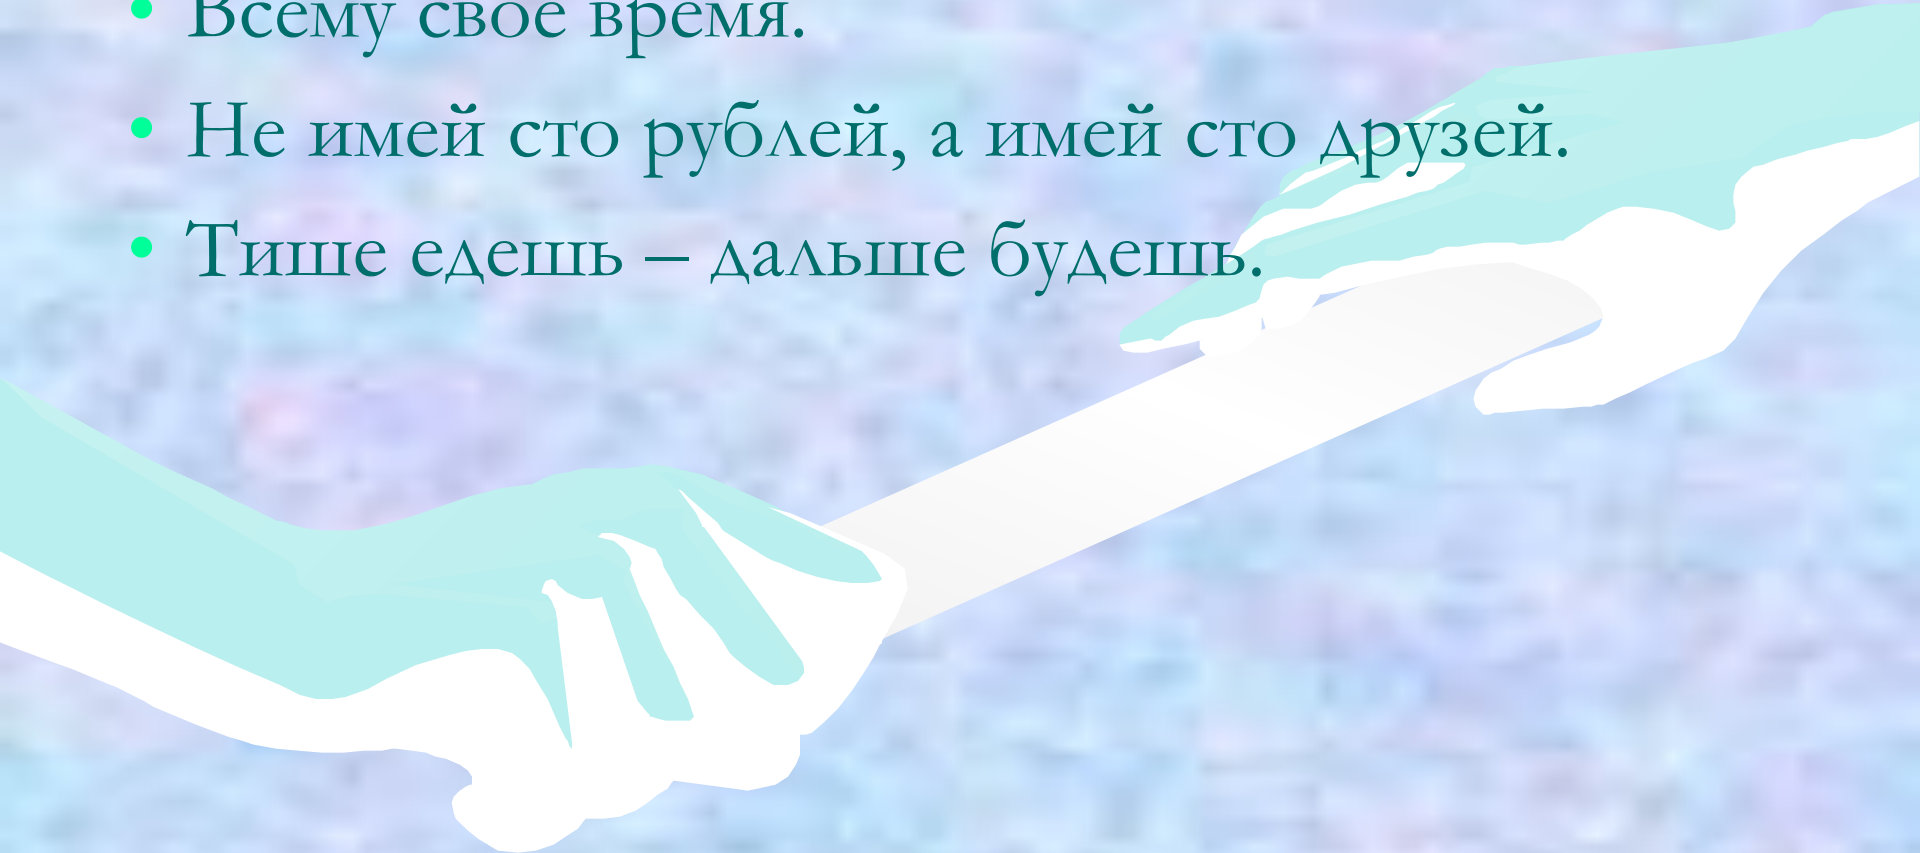 • Всему свое время.
• Не имей сто рублей, а имей сто друзей.
• Тише едешь – дальше будешь.